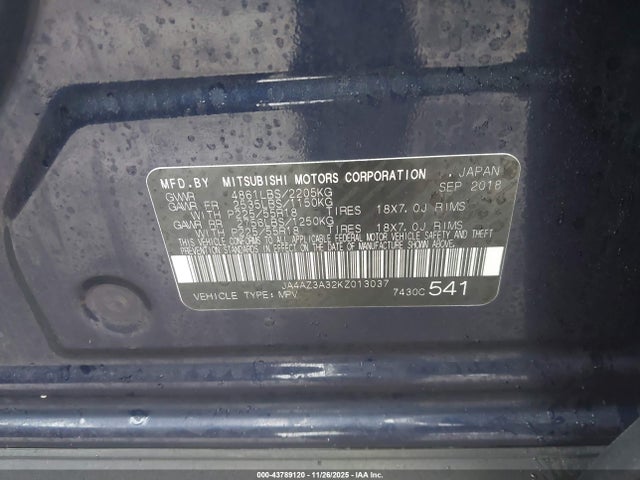 MFD.BY MITSUBISHI MOTORS CORPORATION , JAPAN
GVWR 4861LBS/2205KG SEP 2018
GAWR FR 2535LBS/1150KG
WITH P225/55R18 TIRES 18X7.0J RIMS
GAWR RR 2756LBS/1250KG
WITH P225/55R18 TIRES 18X7.0J RIMS
THIS VEHICLE CONFORMS TO ALL APPLICABLE FEDERAL MOTOR VEHICLE SAFETY AND
THEFT PREVENTION STANDARDS IN EFFECT ON THE DATE OF MANUFACTURE SHOWN ABOVE.
JA4AZ3A32KZ013037
VEHICLE TYPE: MPV 7430C 541
000-43789120 | 11/26/2025 | IAAI.COM